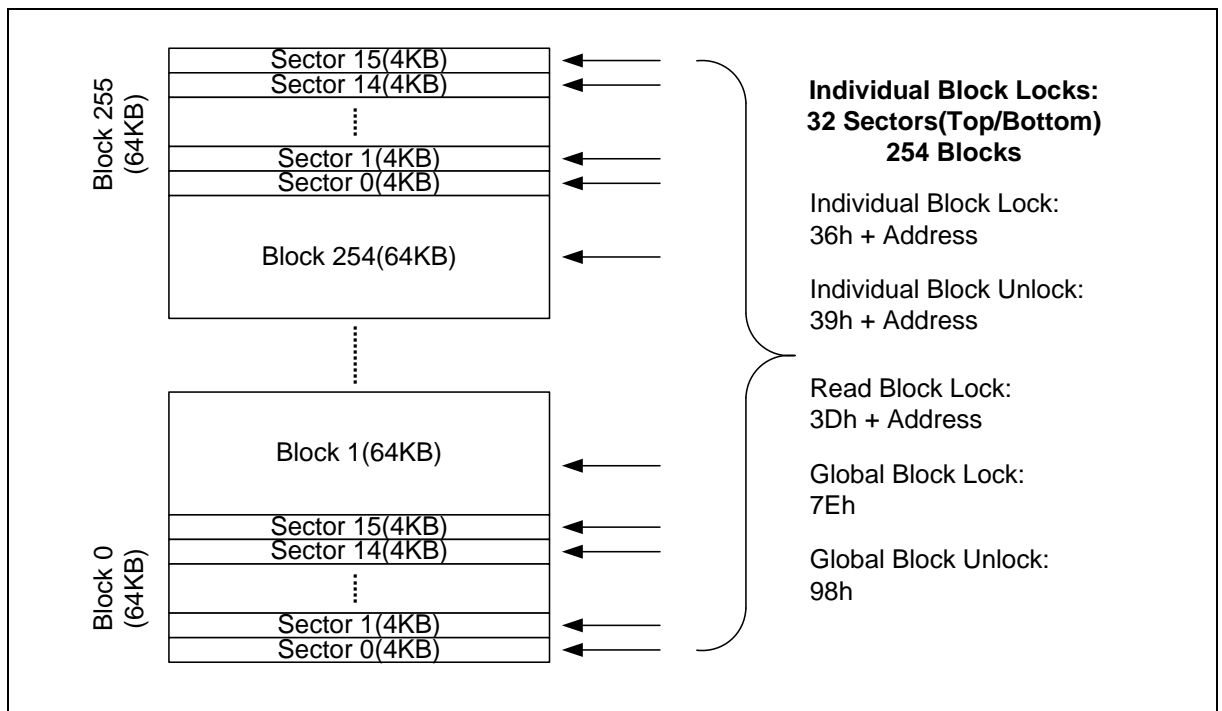 Block 255
(64KB)
Sector 15(4KB)
Sector 14(4KB)
Sector 1(4KB)
Sector 0(4KB)
Block 254(64KB)
Block 1(64KB)
Block 0
(64KB)
Sector 15(4KB)
Sector 14(4KB)
Sector 1(4KB)
Sector 0(4KB)
Individual Block Locks:
32 Sectors(Top/Bottom)
254 Blocks
Individual Block Lock:
36h + Address
Individual Block Unlock:
39h + Address
Read Block Lock:
3Dh + Address
Global Block Lock:
7Eh
Global Block Unlock:
98h